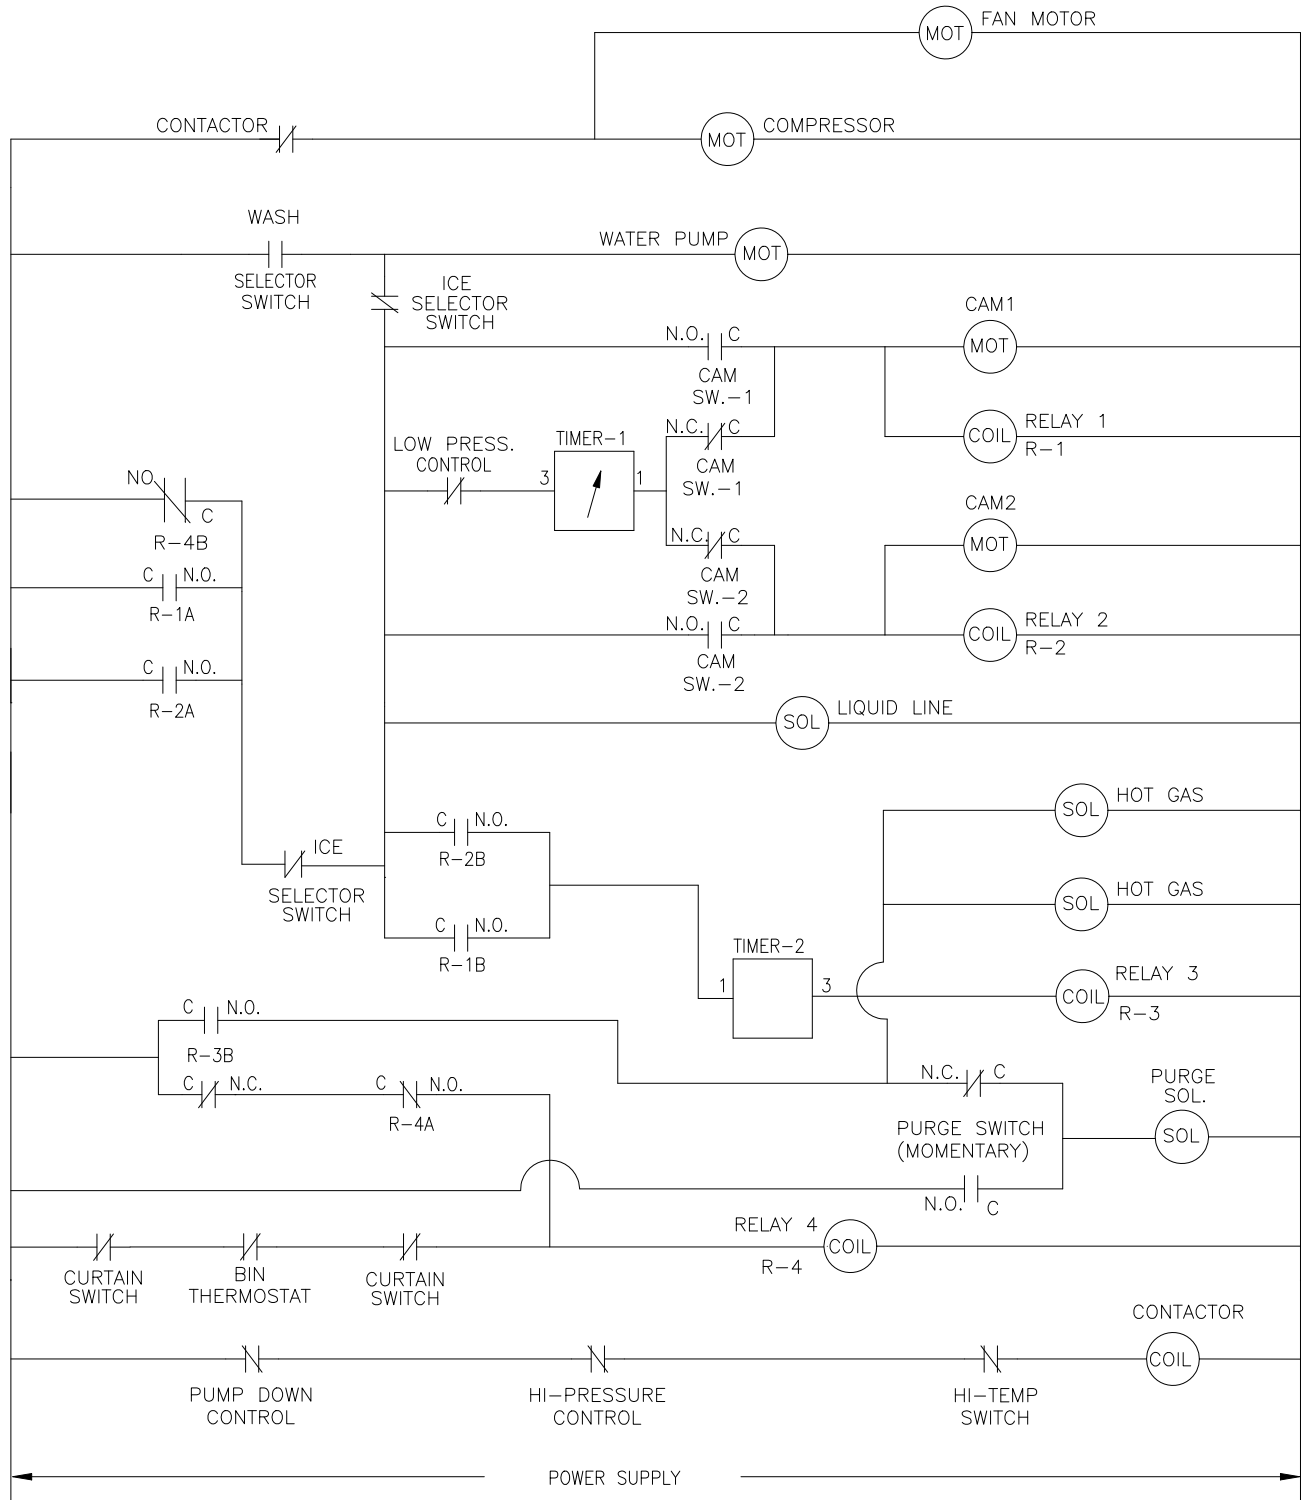 MOT FAN MOTOR
CONTACTOR
MOT COMPRESSOR
WASH
SELECTOR
SWITCH
WATER PUMP MOT
ICE
SELECTOR
SWITCH
N.O. C
CAM
SW.-1
CAM1
MOT
N.C. C
CAM
SW.-1
COIL RELAY 1
R-1
LOW PRESS.
CONTROL
TIMER-1
3 1
NO
C
R-4B
N.C. C
CAM
SW.-2
CAM2
MOT
C N.O.
R-1A
N.O. C
CAM
SW.-2
COIL RELAY 2
R-2
C N.O.
R-2A
SOL LIQUID LINE
SOL HOT GAS
C N.O.
R-2B
ICE
SELECTOR
SWITCH
SOL HOT GAS
C N.O.
R-1B
TIMER-2
1 3
COIL RELAY 3
R-3
C N.O.
R-3B
C N.C.
C N.O.
R-4A
N.C. C
PURGE SWITCH
(MOMENTARY)
N.O. C
PURGE
SOL.
SOL
RELAY 4
R-4
COIL
CURTAIN
SWITCH
BIN
THERMOSTAT
CURTAIN
SWITCH
CONTACTOR
COIL
PUMP DOWN
CONTROL
HI-PRESSURE
CONTROL
HI-TEMP
SWITCH
POWER SUPPLY